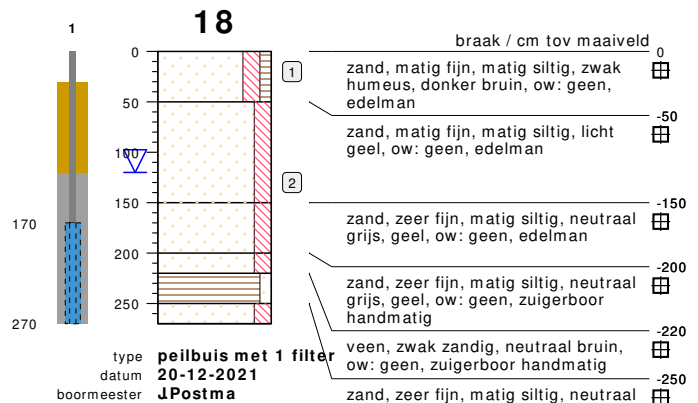 18
1
braak / cm tov maaiveld
0
0
50
100
150
200
250
170
270
1
2
zand, matig fijn, matig siltig, zwak
humeus, donker bruin, ow: geen,
edelman
-50
zand, matig fijn, matig siltig, licht
geel, ow: geen, edelman
-150
zand, zeer fijn, matig siltig, neutraal
grijs, geel, ow: geen, edelman
-200
zand, zeer fijn, matig siltig, neutraal
grijs, geel, ow: geen, zuigerboor
handmatig
-220
veen, zwak zandig, neutraal bruin,
ow: geen, zuigerboor handmatig
-250
zand, zeer fijn, matig siltig, neutraal
type peilbuis met 1 filter
datum 20-12-2021
boormeester J.Postma